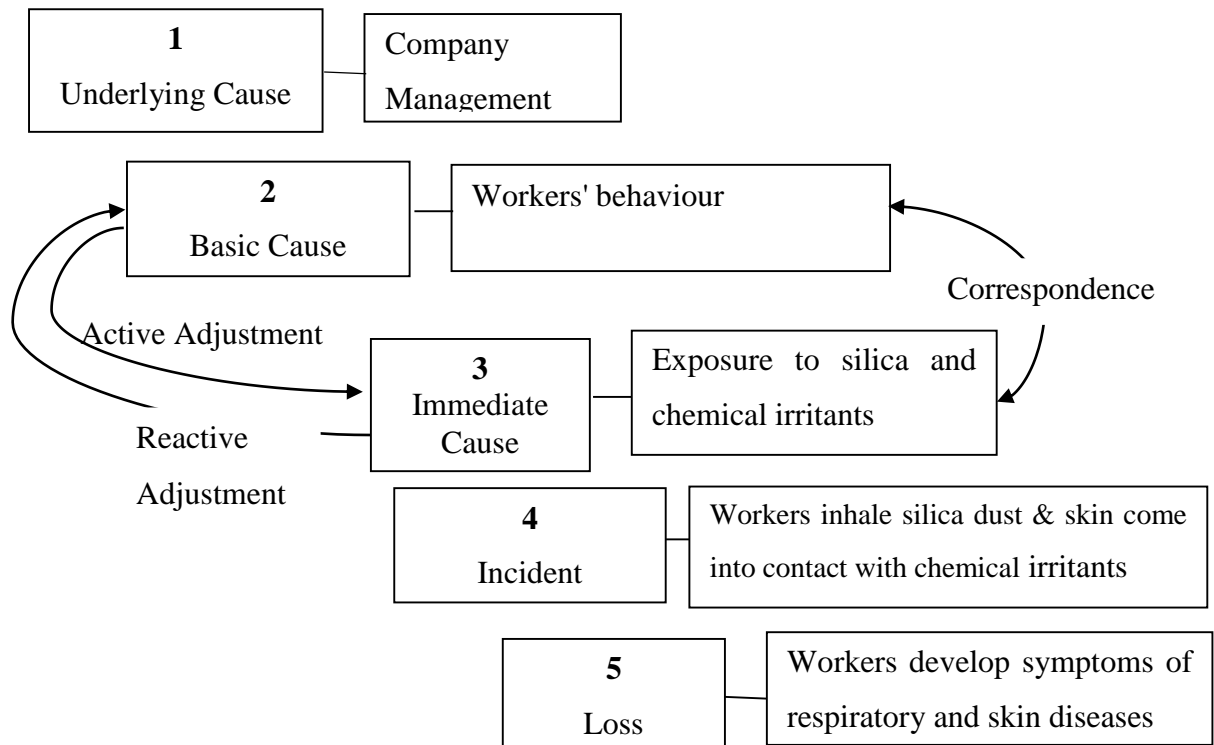 1
Underlying Cause
Company
Management
2
Basic Cause
Workers' behaviour
Correspondence
Active Adjustment
3
Immediate
Cause
Exposure to silica and
chemical irritants
Reactive
Adjustment
4
Incident
Workers inhale silica dust & skin come
into contact with chemical irritants
5
Loss
Workers develop symptoms of
respiratory and skin diseases